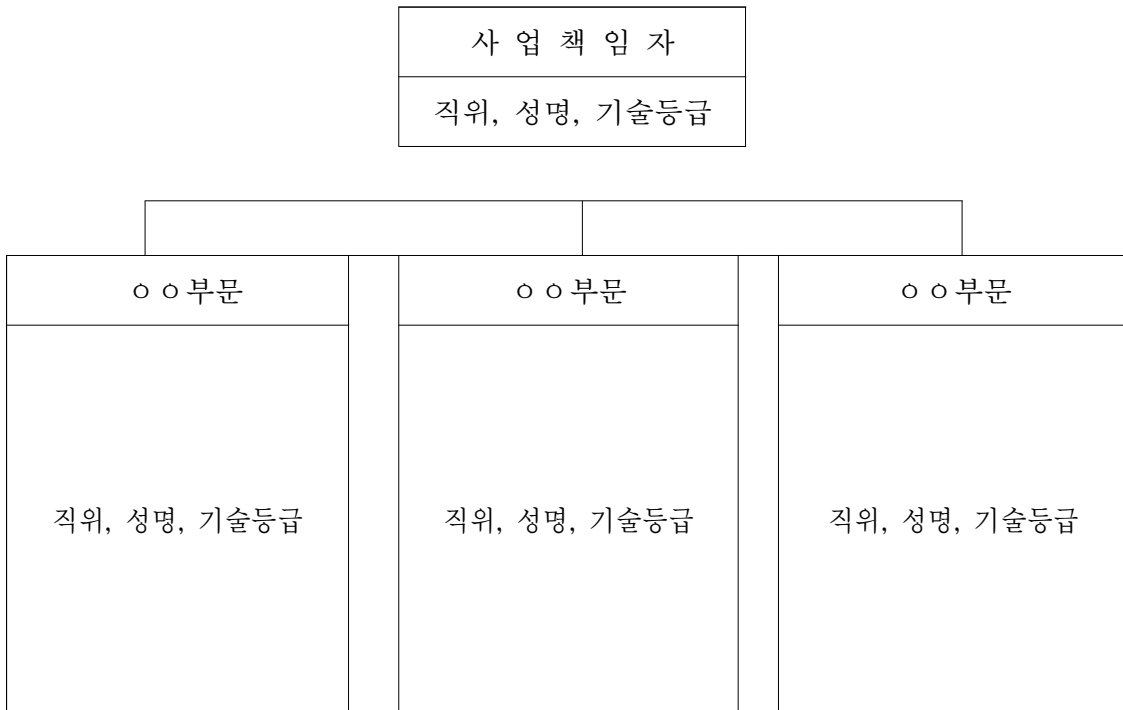 사 업 책 임 자
직위, 성명, 기술등급
ㅇㅇ부문
ㅇㅇ부문
ㅇㅇ부문
직위, 성명, 기술등급
직위, 성명, 기술등급
직위, 성명, 기술등급